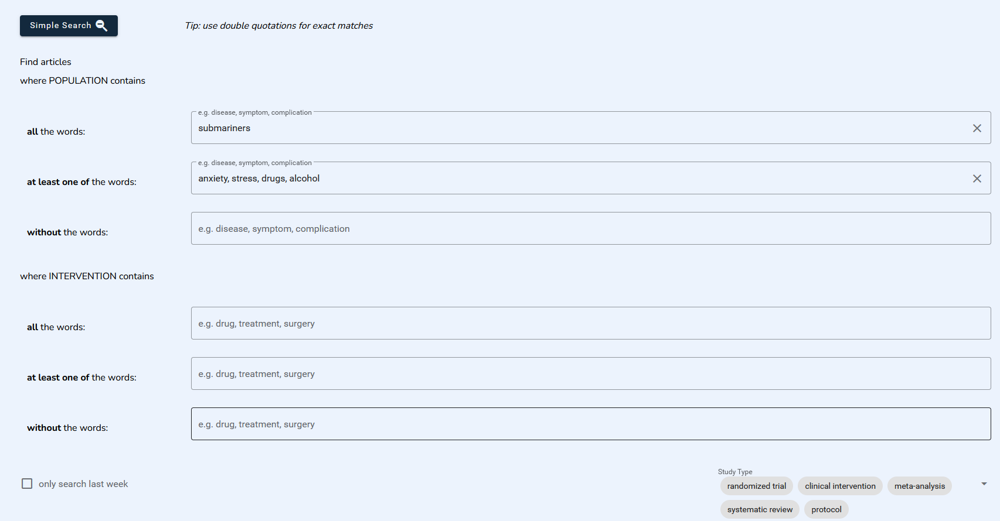 Simple Search
Tip: use double quotations for exact matches
Find articles
where POPULATION contains
e.g. disease, symptom, complication
all the words:
submariners
e.g. disease, symptom, complication
at least one of the words:
anxiety, stress, drugs, alcohol
without the words:
e.g. disease, symptom, complication
where INTERVENTION contains
all the words:
e.g. drug, treatment, surgery
at least one of the words:
e.g. drug, treatment, surgery
without the words:
e.g. drug, treatment, surgery
only search last week
Study Type
randomized trial clinical intervention meta-analysis
systematic review protocol